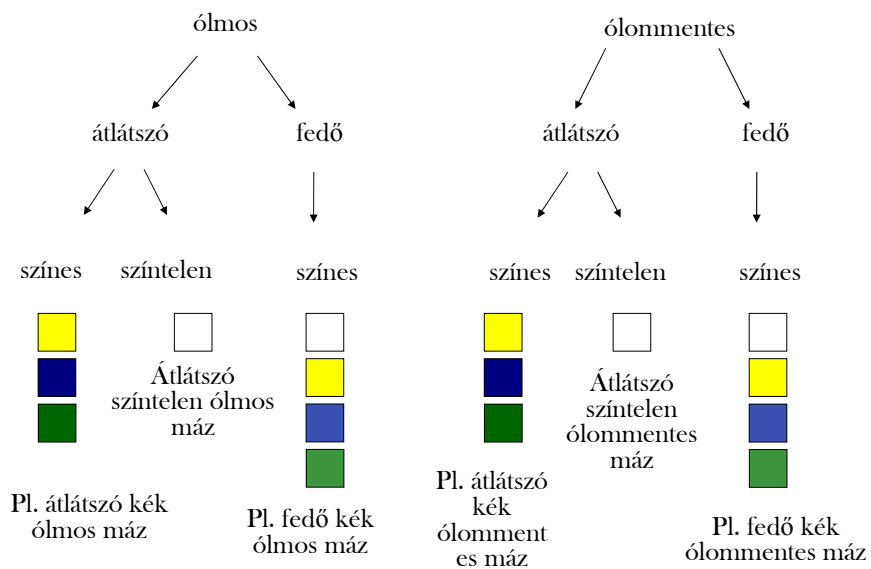 ólmos
ólommentes
átlátszó
fedő
átlátszó
fedő
színes
színtelen
színes
színes
színtelen
színes
Átlátszó
színtelen ólmos
máz
Átlátszó
színtelen
ólommentes
máz
Pl. átlátszó kék
ólmos máz
Pl. fedő kék
ólmos máz
Pl. átlátszó
kék
ólomment
es máz
Pl. fedő kék
ólommentes máz